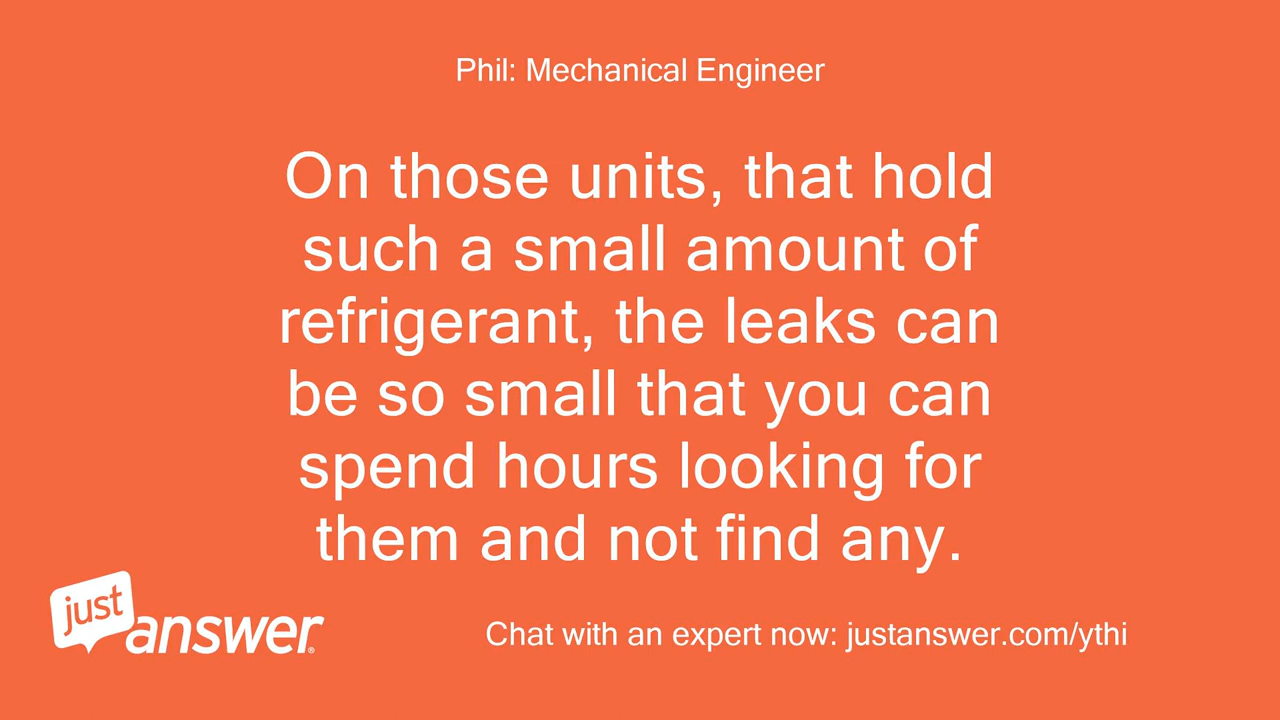 Phil: Mechanical Engineer
On those units, that hold
such a small amount of
refrigerant, the leaks can
be so small that you can
spend hours looking for
them and not find any.
just
answer
Chat with an expert now: justanswer.com/ythi